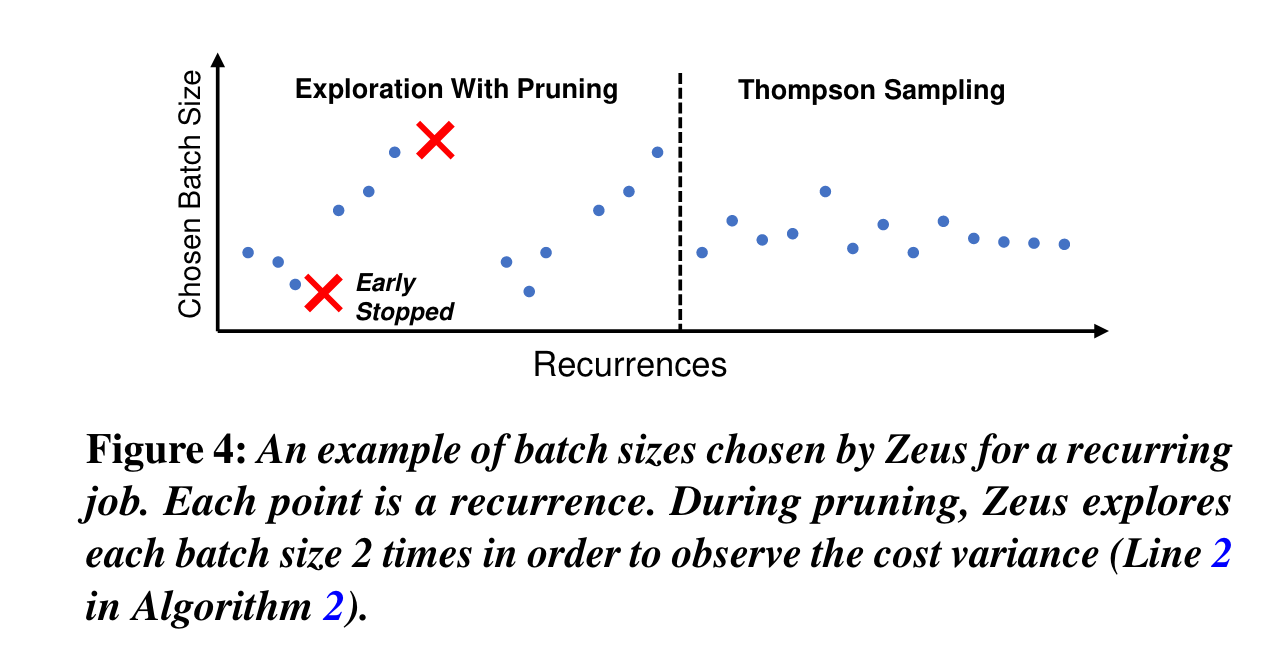 Chosen Batch Size
Exploration With Pruning
Thompson Sampling
Early
Stopped
Recurrences
Figure 4: An example of batch sizes chosen by Zeus for a recurring
job. Each point is a recurrence. During pruning, Zeus explores
each batch size 2 times in order to observe the cost variance (Line 2
in Algorithm 2).